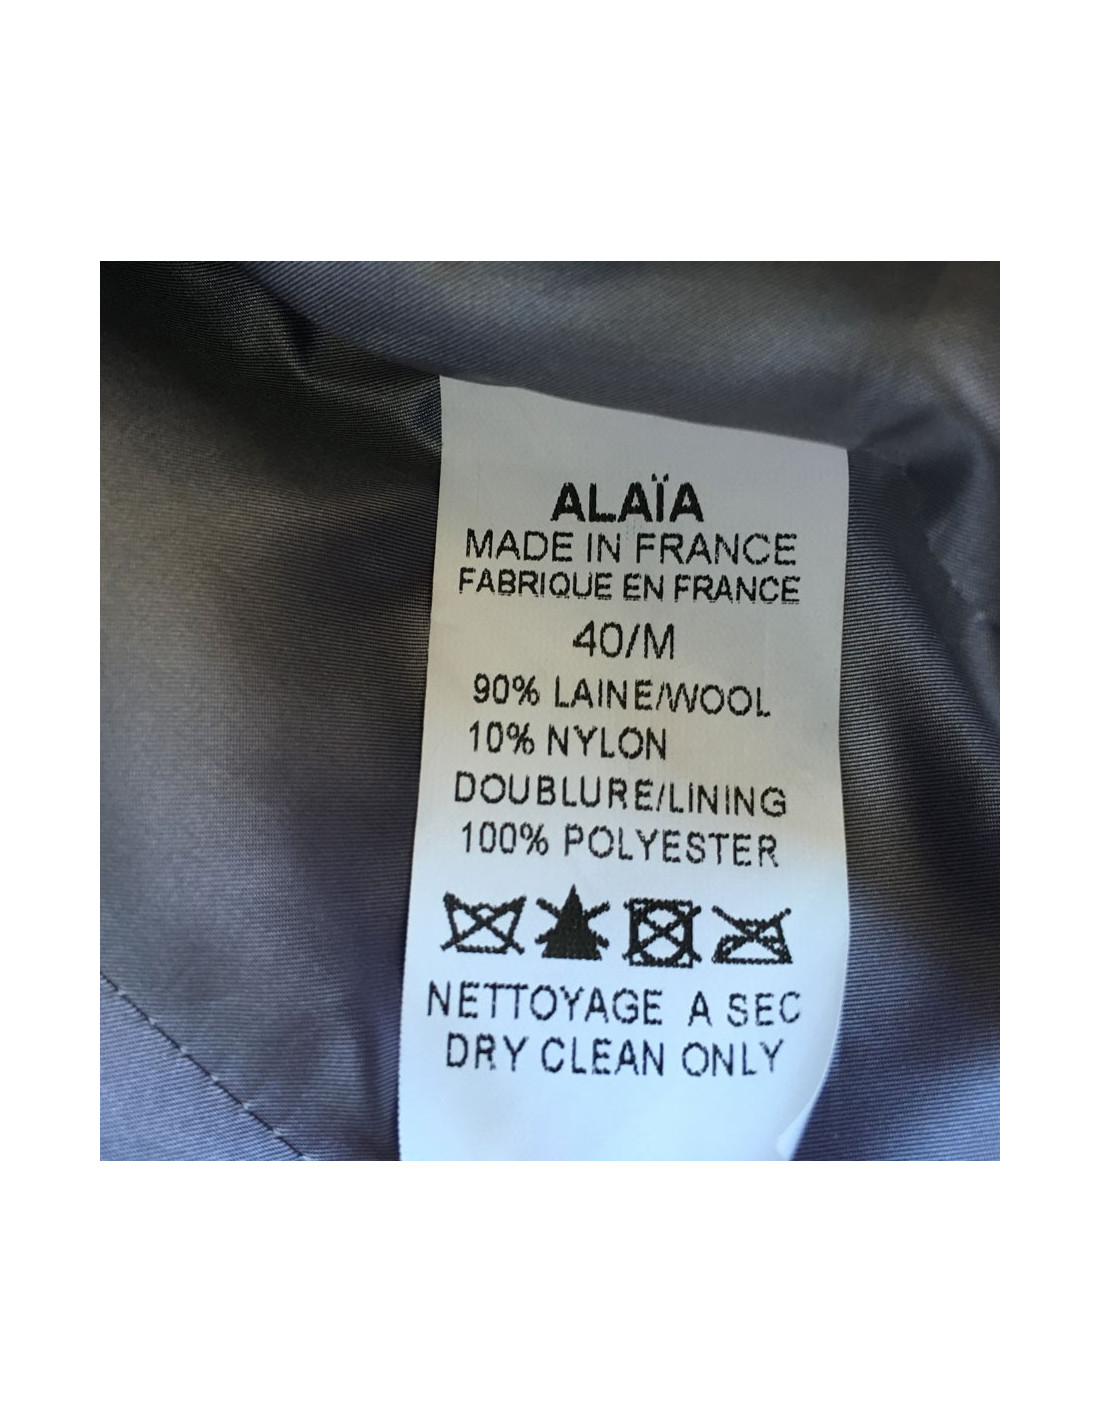 ALAÏA
MADE IN FRANCE
FABRIQUE EN FRANCE
40/M
90% LAINE/WOOL
10% NYLON
DOUBLURE/LINING
100% POLYESTER
NETTOYAGE A SEC
DRY CLEAN ONLY